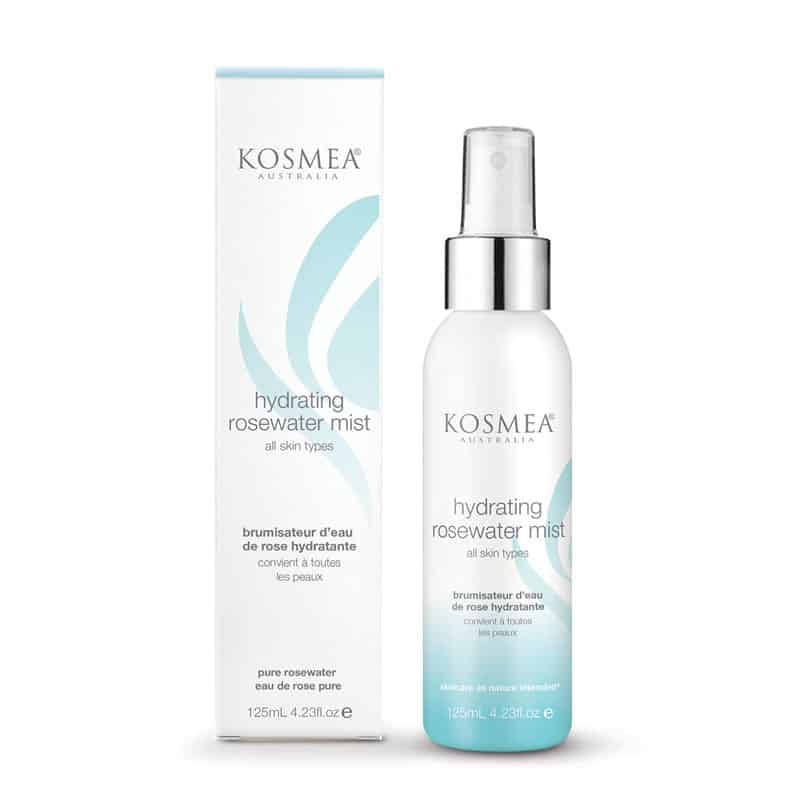 KOSMEA®
AUSTRALIA
hydrating
rosewater mist
all skin types
brumisateur d'eau
de rose hydratante
convient à toutes
les peaux
pure rosewater
eau de rose pure
125mL 4.23fl.oz e
KOSMEA®
AUSTRALIA
hydrating
rosewater mist
all skin types
brumisateur d'eau
de rose hydratante
convient à toutes
les peaux
skincare as nature intended®
125mL 4.23fl.oz e